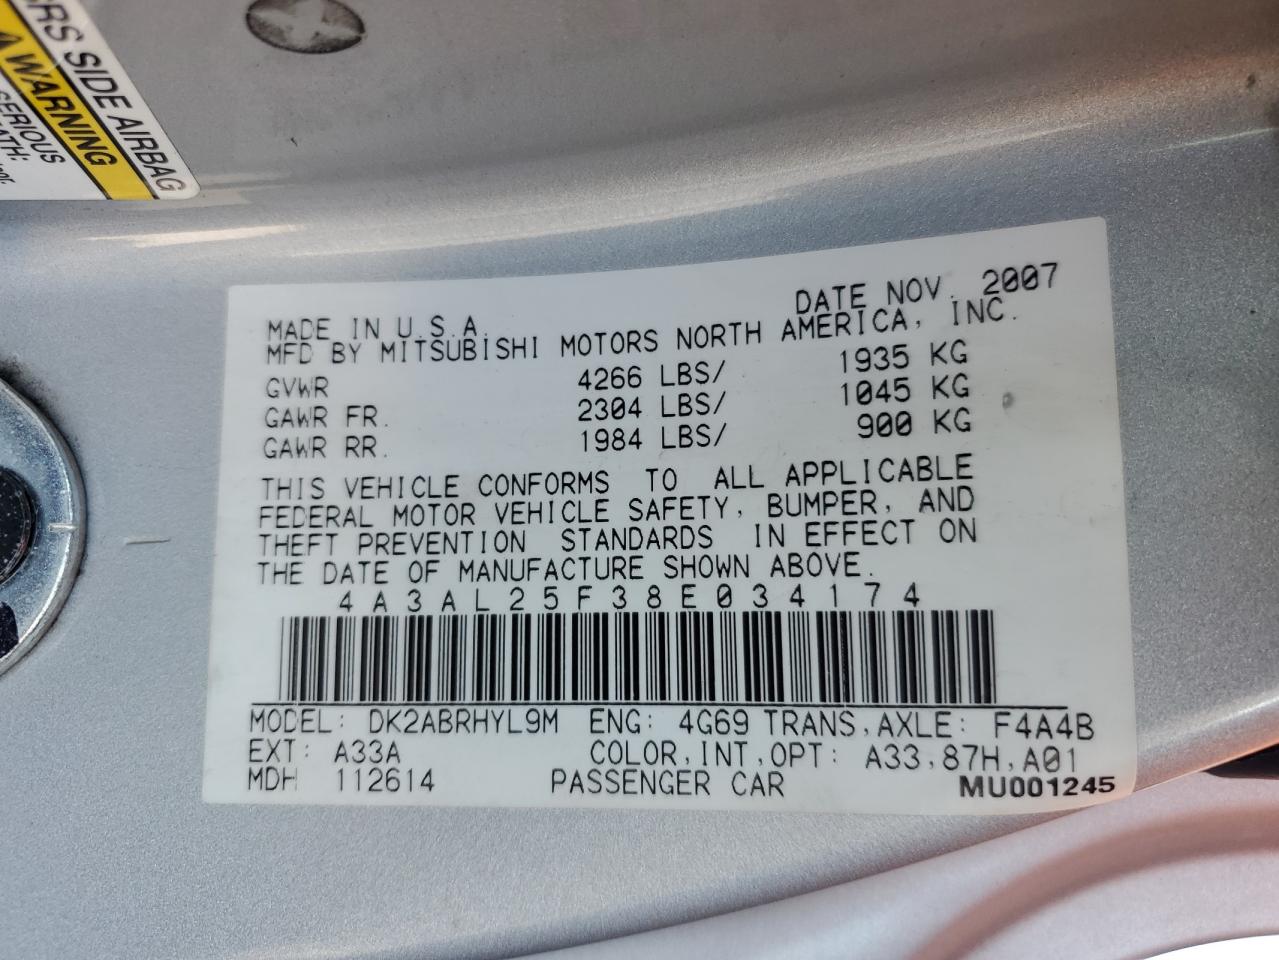 SRS SIDE AIRBAG
WARNING
SERIOUS
MADE IN U.S.A.
DATE NOV. 2007
MFD BY MITSUBISHI MOTORS NORTH AMERICA, INC.
GVWR 4266 LBS/ 1935 KG
GAWR FR. 2304 LBS/ 1045 KG
GAWR RR. 1984 LBS/ 900 KG
THIS VEHICLE CONFORMS TO ALL APPLICABLE
FEDERAL MOTOR VEHICLE SAFETY, BUMPER, AND
THEFT PREVENTION STANDARDS IN EFFECT ON
THE DATE OF MANUFACTURE SHOWN ABOVE.
4A3AL25F38E034174
MODEL: DK2ABRHYL9M ENG: 4G69 TRANS,AXLE: F4A4B
EXT: A33A COLOR,INT,OPT: A33,87H,A01
MDH 112614 PASSENGER CAR MU001245